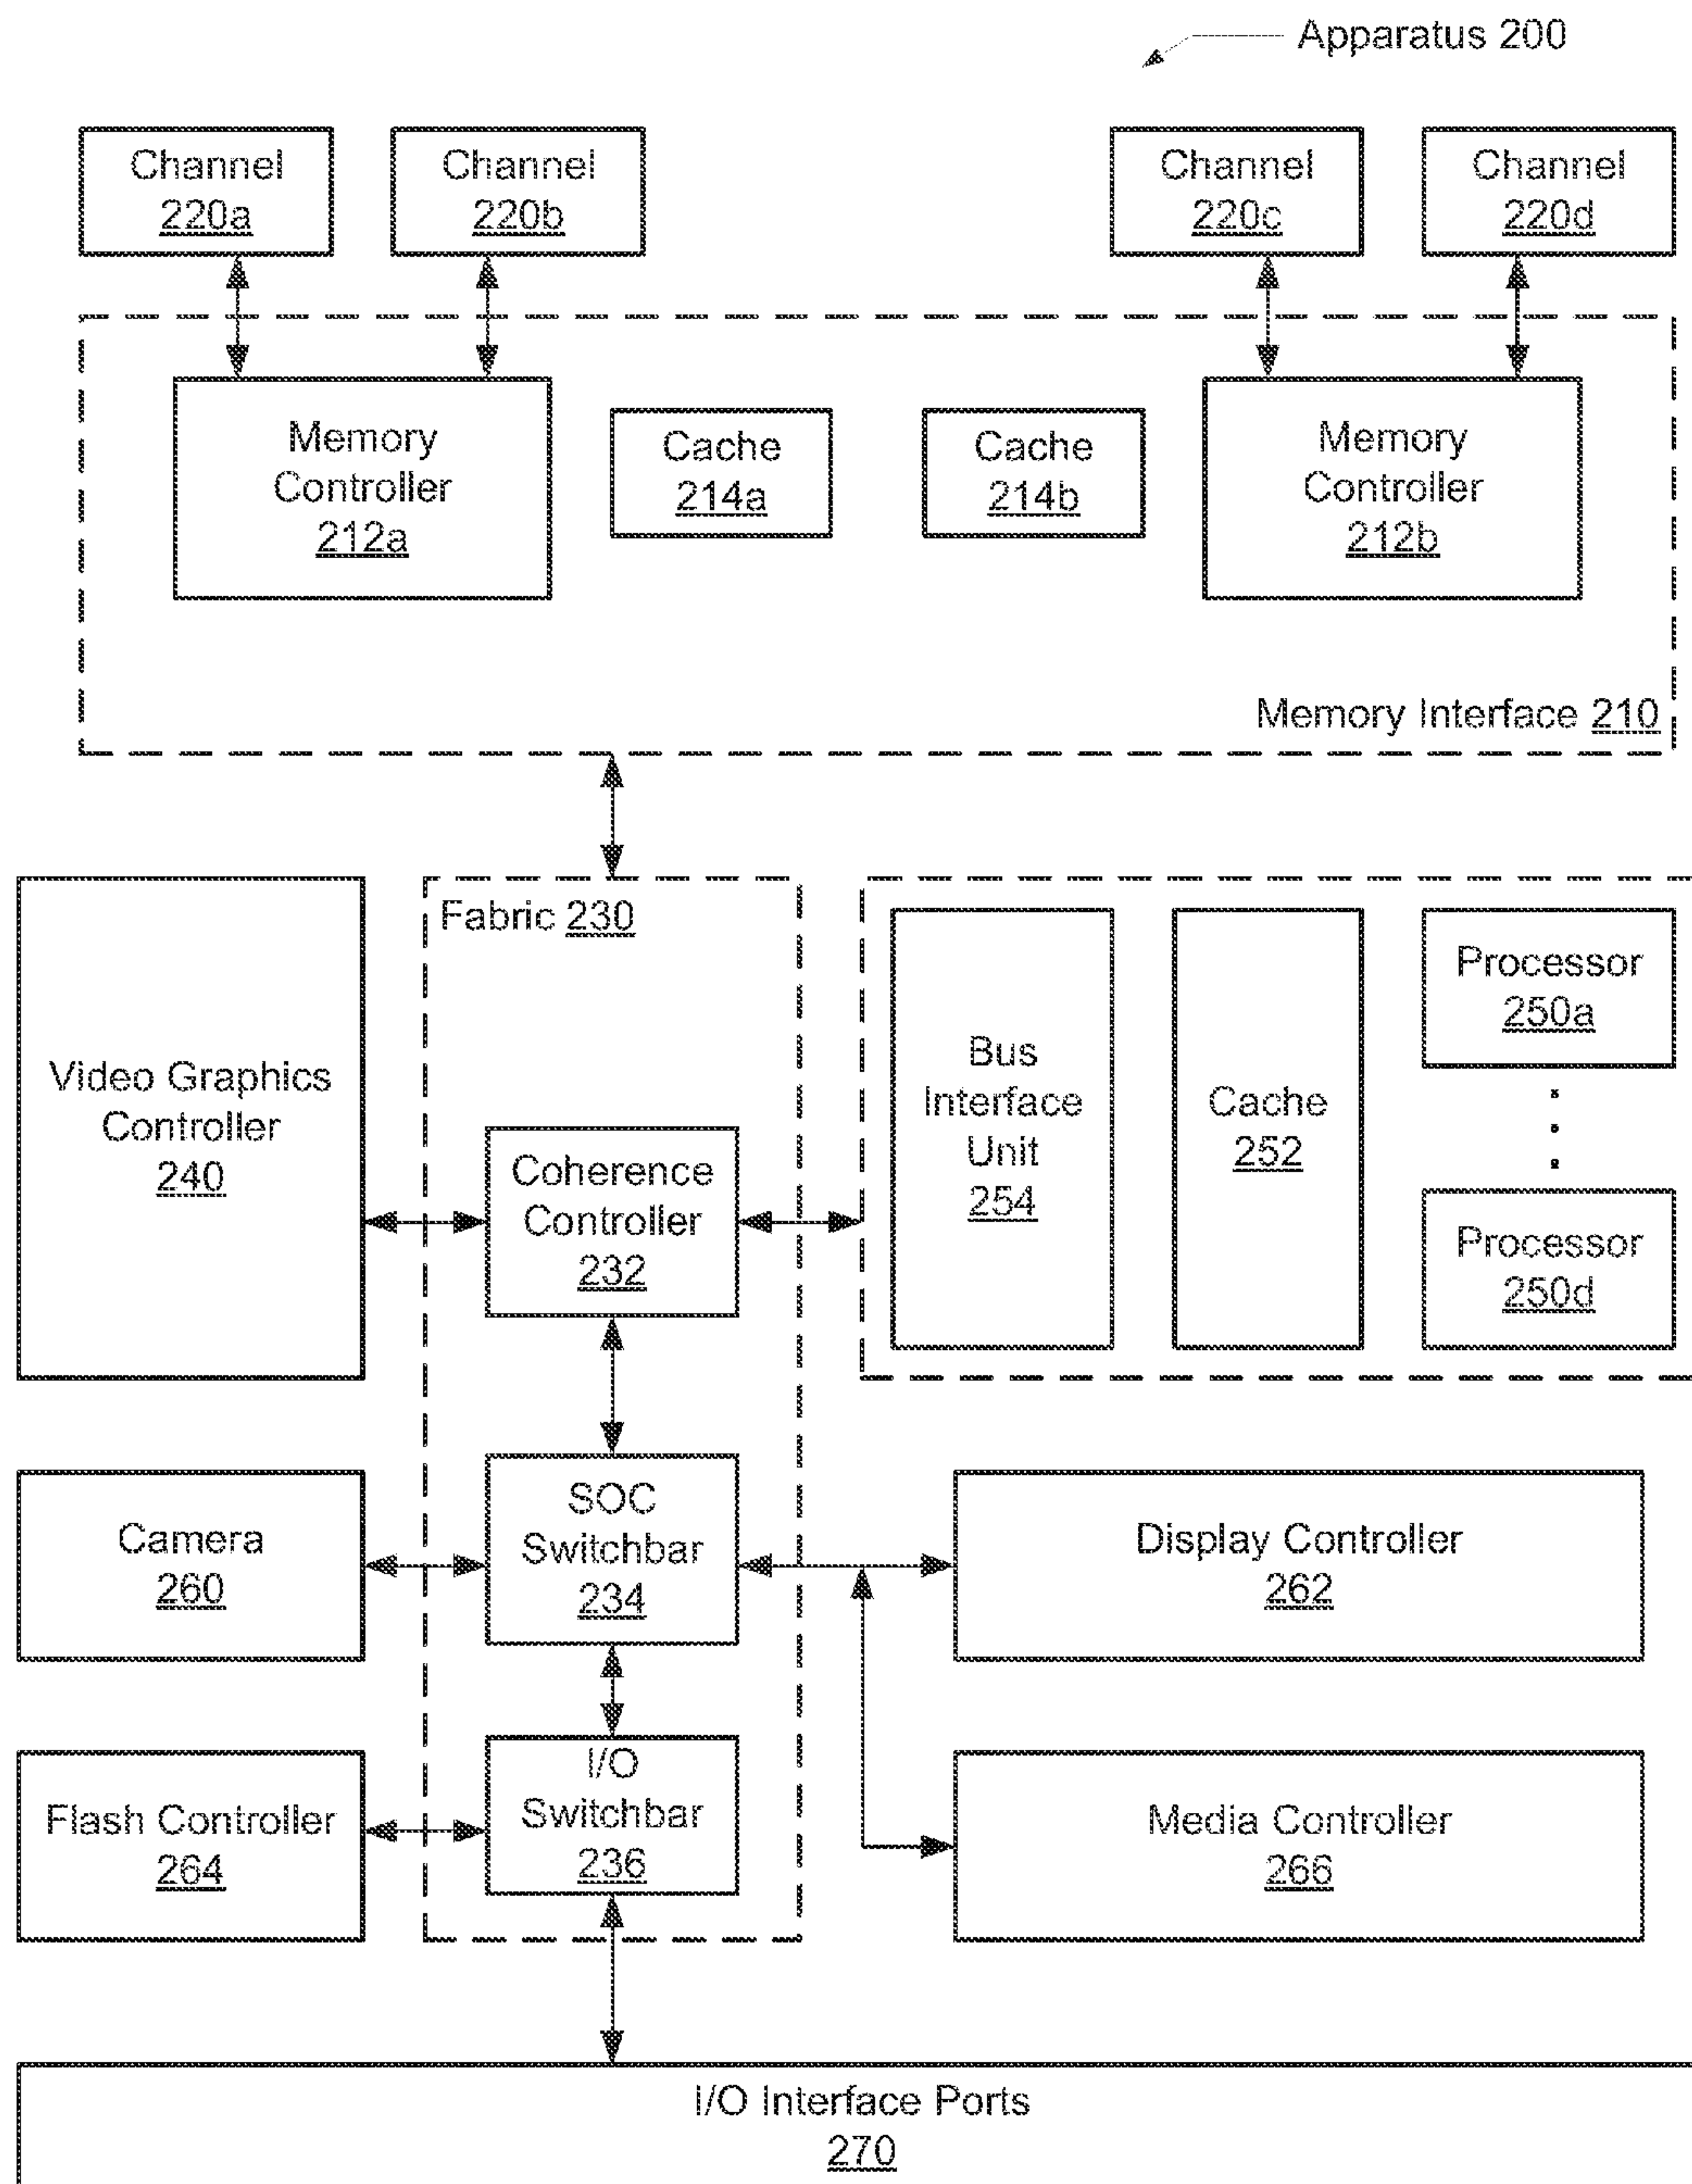 Apparatus 200
Channel
220a
Channel
220b
Channel
220c
Channel
220d
Memory
Controller
212a
Cache
214a
Cache
214b
Memory
Controller
212b
Memory Interface 210
Fabric 230
Video Graphics
Controller
240
Coherence
Controller
232
Bus
Interface
Unit
254
Cache
252
Processor
250a
Processor
250d
Camera
260
SOC
Switchbar
234
Display Controller
262
Flash Controller
264
I/O
Switchbar
236
Media Controller
266
I/O Interface Ports
270